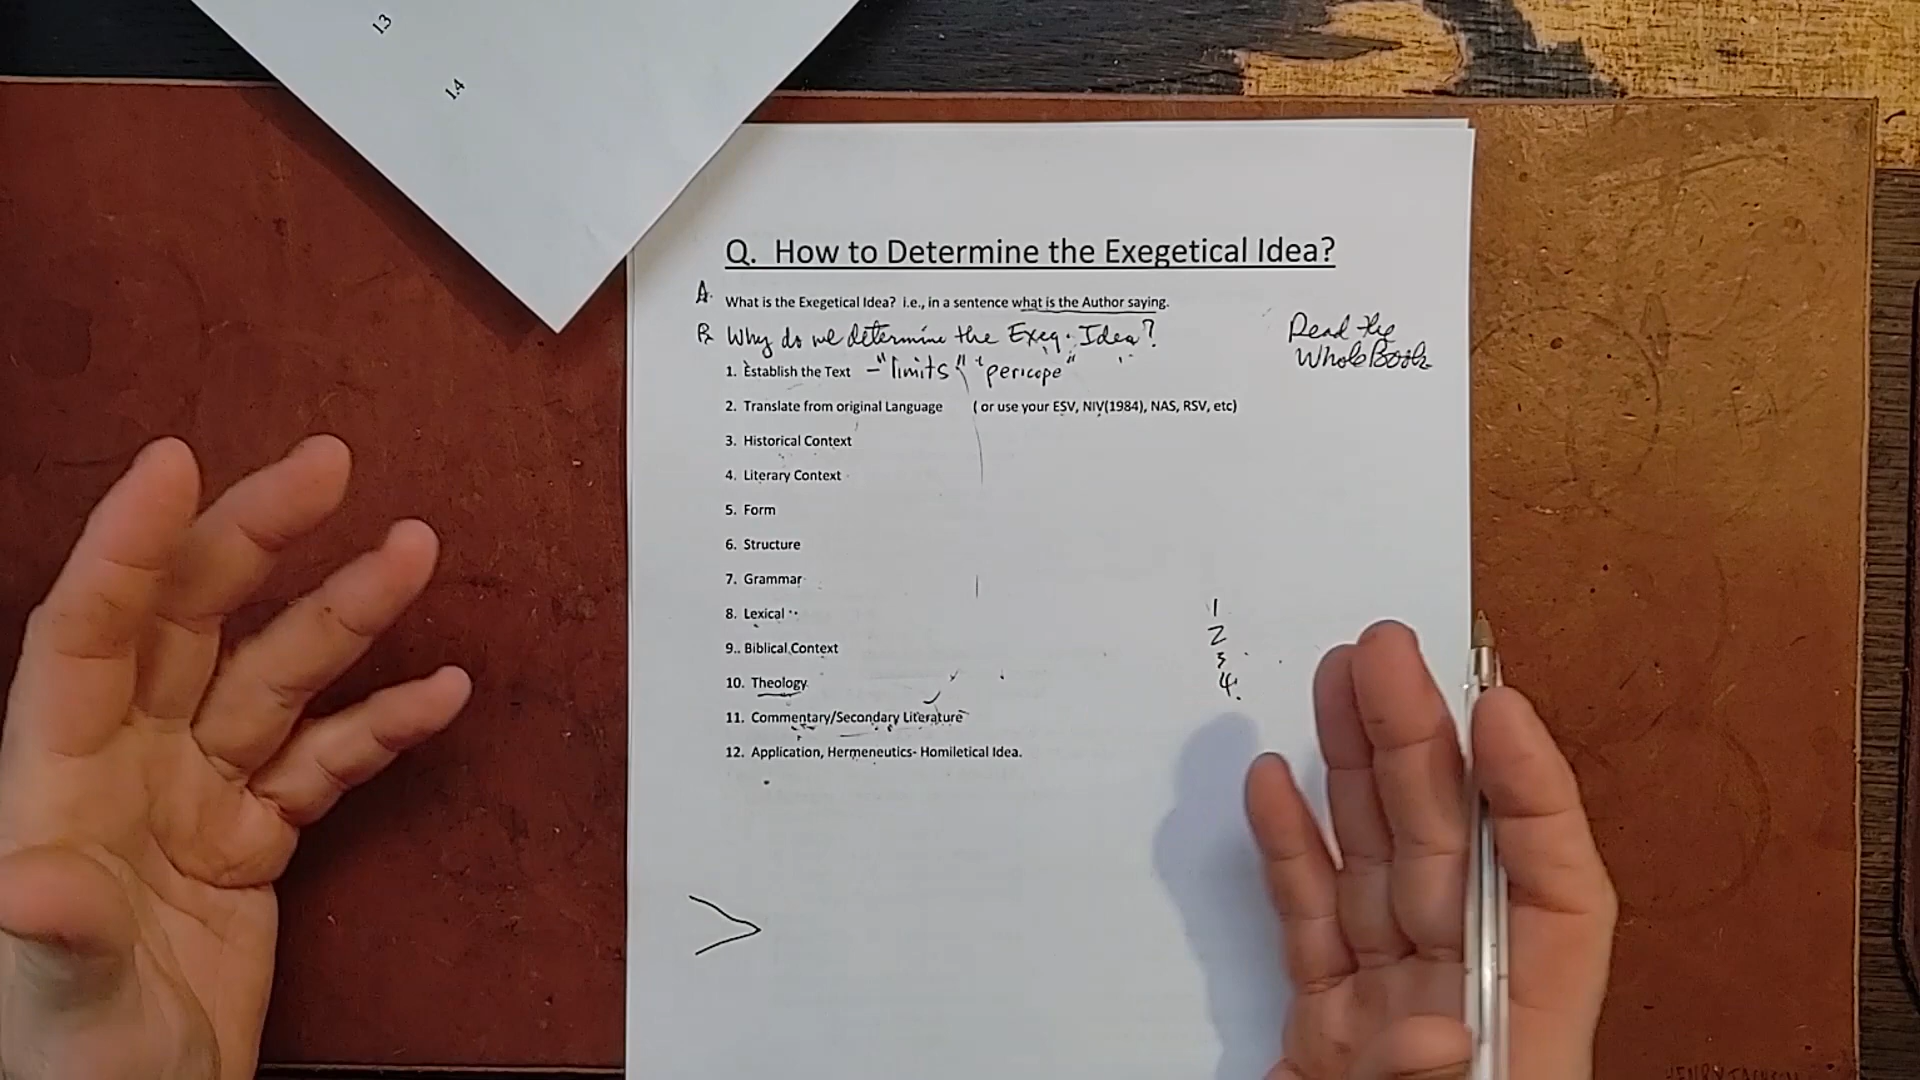 1.3
1.4
Q. How to Determine the Exegetical Idea?
A. What is the Exegetical Idea? i.e., in a sentence what is the Author saying.
B. Why do we determine the Exeg. Idea?
Read the
Whole Book
1. Establish the Text - "limits" "pericope"
2. Translate from original Language ( or use your ESV, NIV(1984), NAS, RSV, etc)
3. Historical Context
4. Literary Context
5. Form
6. Structure
7. Grammar
8. Lexical
9.. Biblical Context
10. Theology
11. Commentary/Secondary Literature
12. Application, Hermeneutics- Homiletical Idea.
1
2
3
4.